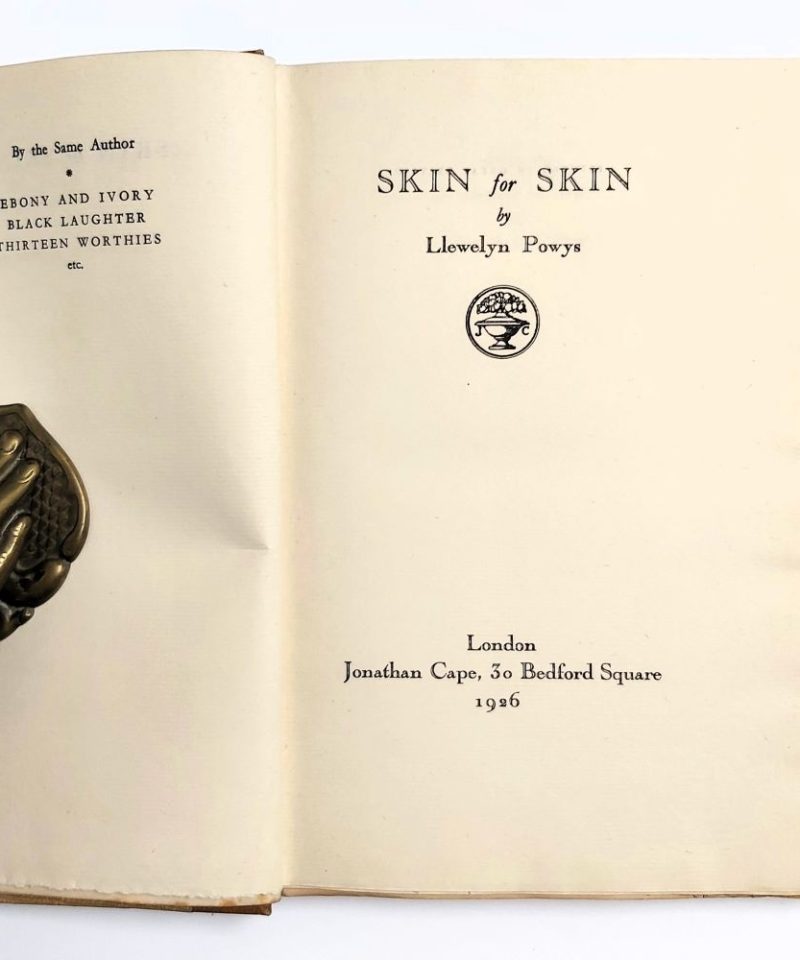 By the Same Author
*
EBONY AND IVORY
BLACK LAUGHTER
THIRTEEN WORTHIES
etc.
SKIN for SKIN
by
Llewelyn Powys
J C
London
Jonathan Cape, 30 Bedford Square
1926